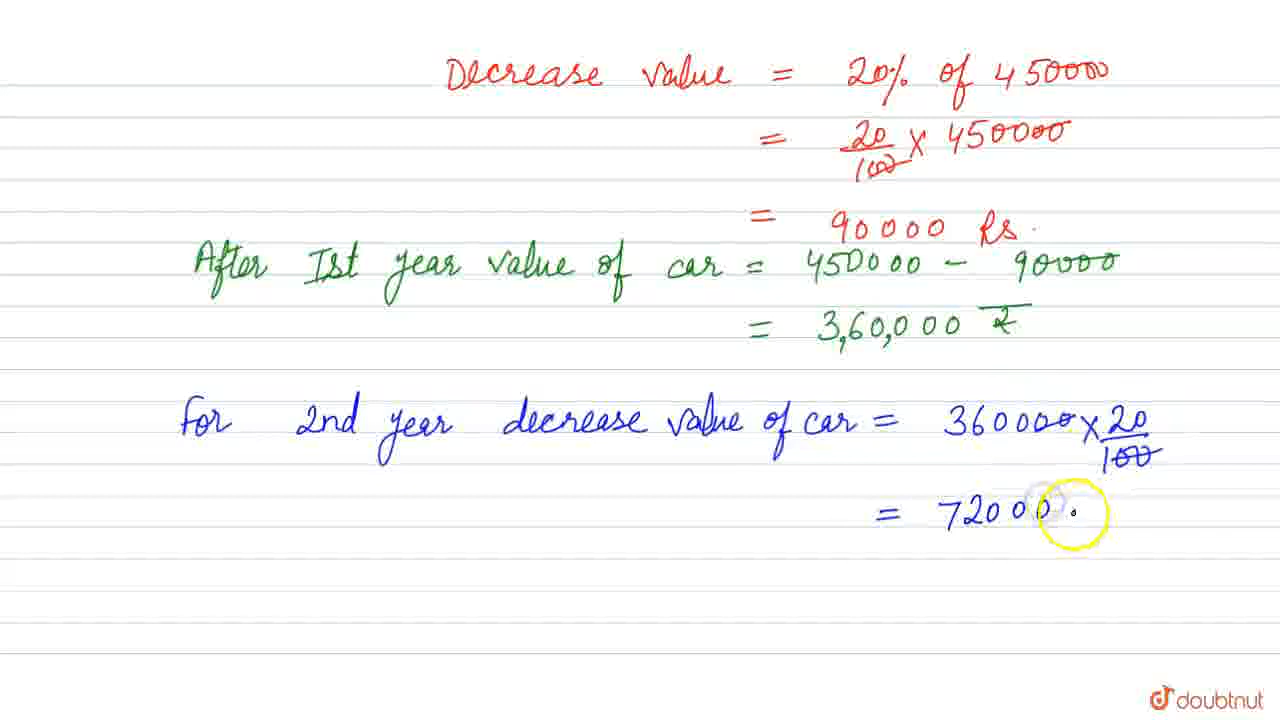 Decrease value = 20% of 450000
= 20/100 × 450000
= 90000 Rs.
After Ist year value of car = 450000 - 90000
= 3,60,000 ₹
For 2nd year decrease value of car = 360000 × 20/100
= 72000
doubtnut